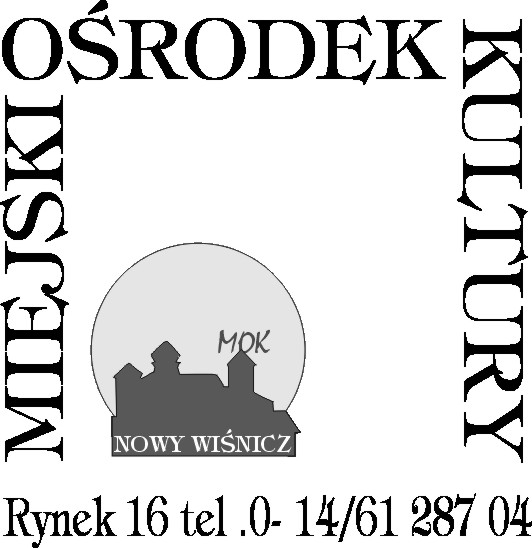 MIEJSKI
OŚRODEK
KULTURY
MOK
NOWY WIŚNICZ
Rynek 16 tel .0- 14/61 287 04